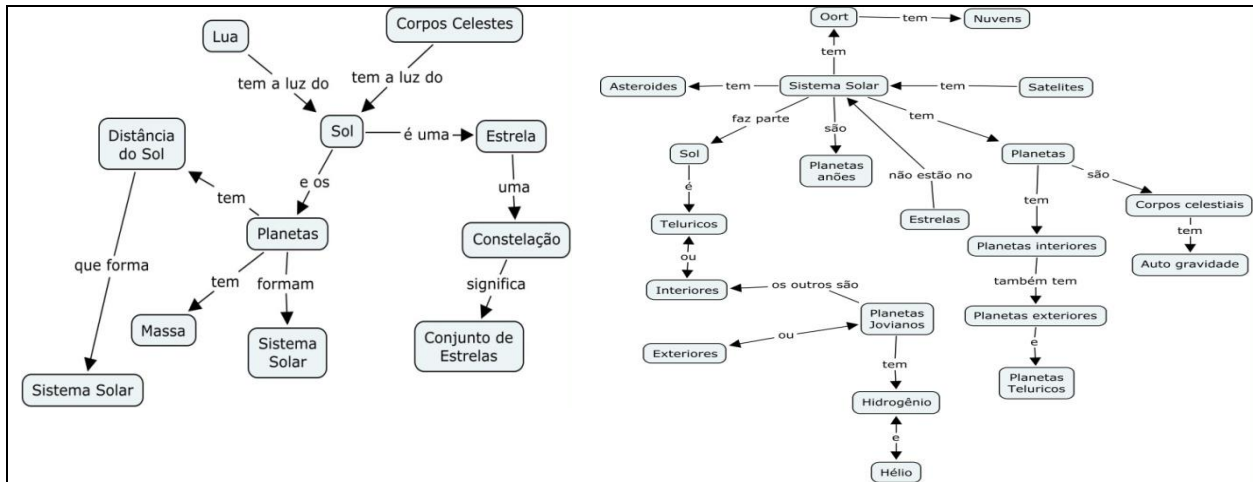 Lua
Corpos Celestes
tem a luz do
tem a luz do
Distância
do Sol
Sol
é uma
Estrela
e os
tem
uma
Planetas
Constelação
que forma
tem
formam
significa
Massa
Sistema
Solar
Conjunto de
Estrelas
Sistema Solar
Oort
tem
Nuvens
tem
Asteroides
tem
Sistema Solar
tem
Satelites
faz parte
são
tem
Sol
Planetas
anões
Planetas
não estão no
são
é
tem
Estrelas
Corpos celestiais
Teluricos
Planetas interiores
tem
ou
Auto gravidade
Interiores
os outros são
também tem
Planetas
Jovianos
Planetas exteriores
Exteriores
ou
e
tem
Planetas
Teluricos
Hidrogênio
e
Hélio